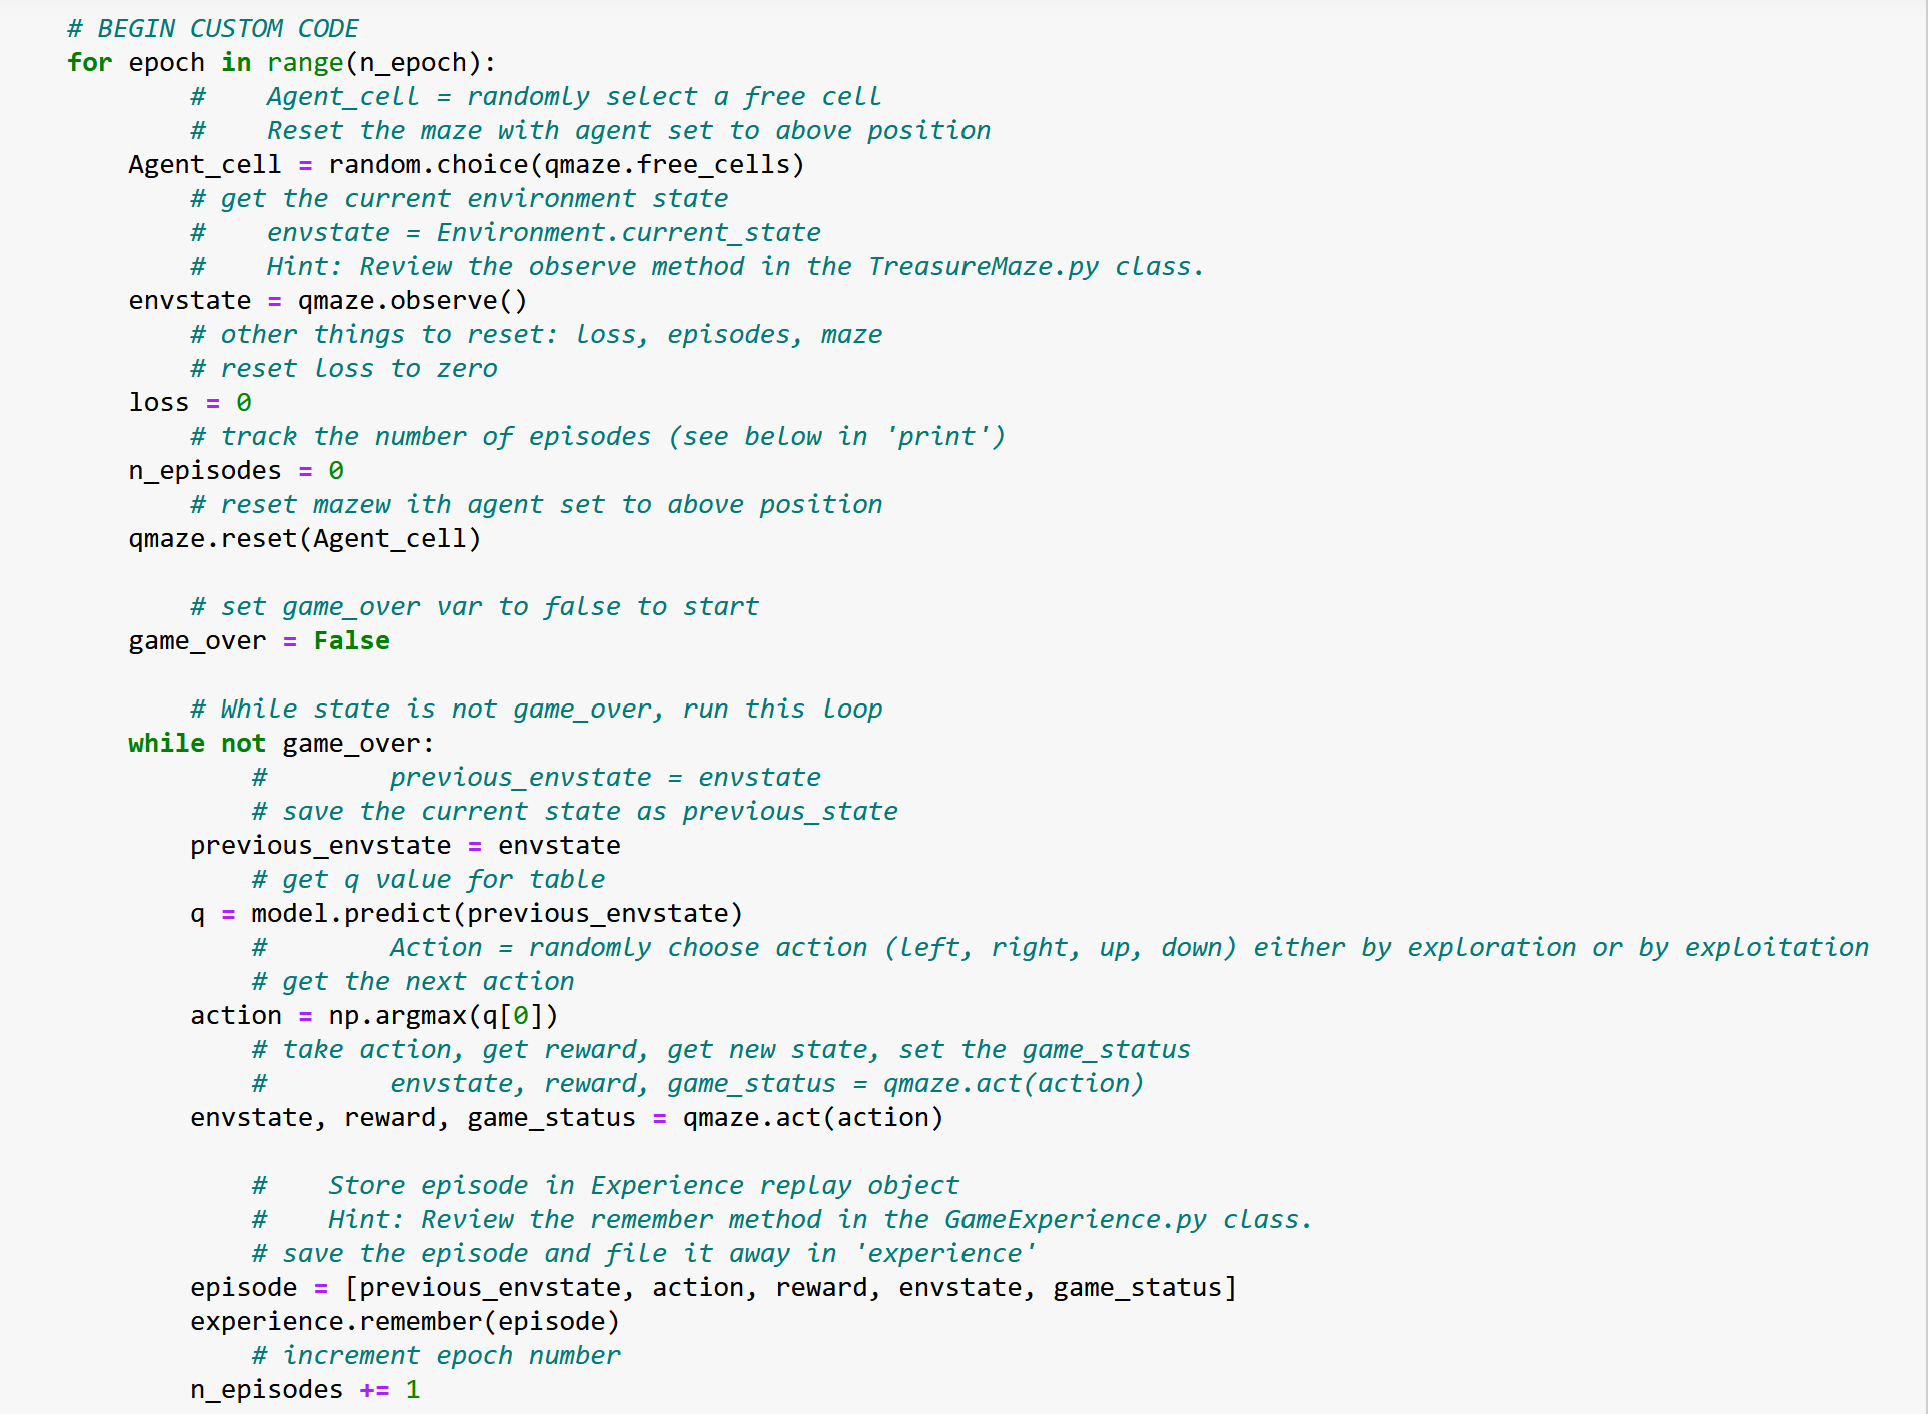 # BEGIN CUSTOM CODE
for epoch in range(n_epoch):
        #    Agent_cell = randomly select a free cell
        #    Reset the maze with agent set to above position
    Agent_cell = random.choice(qmaze.free_cells)
        # get the current environment state
        #    envstate = Environment.current_state
        #    Hint: Review the observe method in the TreasureMaze.py class.
    envstate = qmaze.observe()
        # other things to reset: loss, episodes, maze
        # reset loss to zero
    loss = 0
        # track the number of episodes (see below in 'print')
    n_episodes = 0
        # reset mazew ith agent set to above position
    qmaze.reset(Agent_cell)

        # set game_over var to false to start
    game_over = False

        # While state is not game_over, run this loop
    while not game_over:
            #        previous_envstate = envstate
            # save the current state as previous_state
        previous_envstate = envstate
            # get q value for table
        q = model.predict(previous_envstate)
            #        Action = randomly choose action (left, right, up, down) either by exploration or by exploitation
            # get the next action
        action = np.argmax(q[0])
            # take action, get reward, get new state, set the game_status
            #        envstate, reward, game_status = qmaze.act(action)
        envstate, reward, game_status = qmaze.act(action)

            #    Store episode in Experience replay object
            #    Hint: Review the remember method in the GameExperience.py class.
            # save the episode and file it away in 'experience'
        episode = [previous_envstate, action, reward, envstate, game_status]
        experience.remember(episode)
            # increment epoch number
        n_episodes += 1